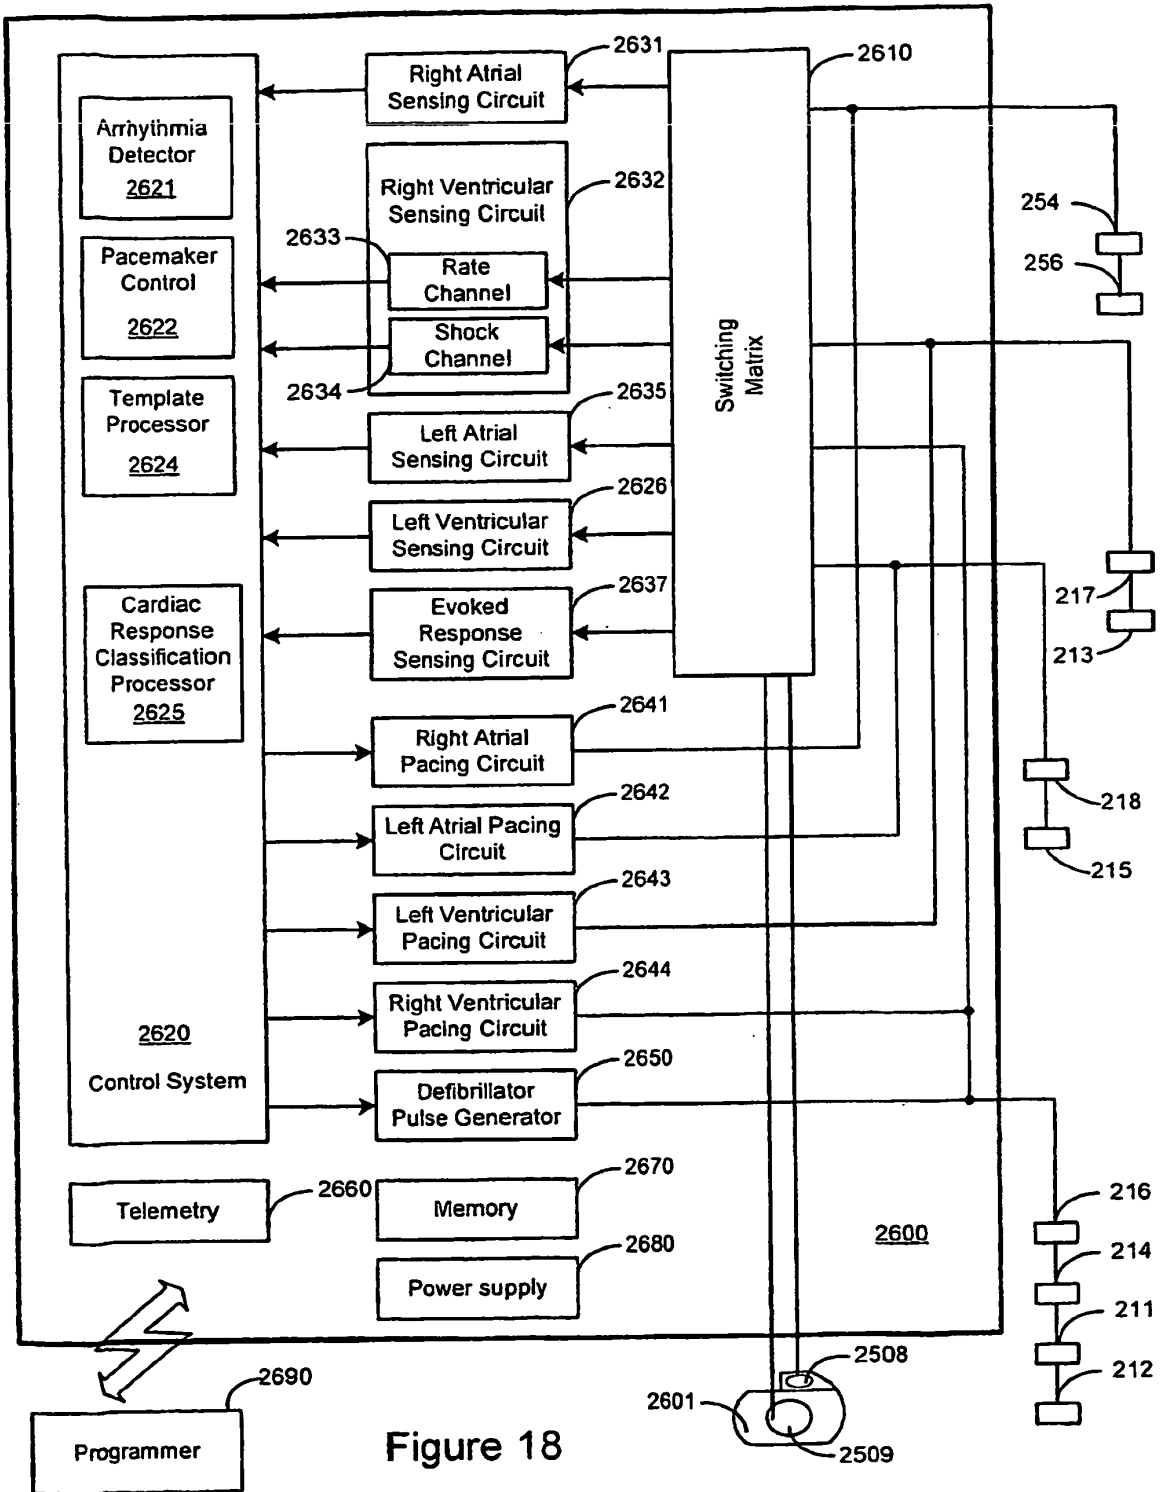 2631
Right Atrial
Sensing Circuit
2610
Arrhythmia
Detector
2621
Right Ventricular
Sensing Circuit
2632
254
2633
Rate
Channel
256
Pacemaker
Control
2622
Shock
Channel
2634
Switching
Matrix
Template
Processor
2624
2635
Left Atrial
Sensing Circuit
2626
Left Ventricular
Sensing Circuit
2637
Evoked
Response
Sensing Circuit
217
213
Cardiac
Response
Classification
Processor
2625
2641
Right Atrial
Pacing Circuit
218
2642
Left Atrial Pacing
Circuit
215
2643
Left Ventricular
Pacing Circuit
2644
Right Ventricular
Pacing Circuit
2620
Control System
2650
Defibrillator
Pulse Generator
2670
Telemetry
2660
Memory
216
2600
2680
Power supply
214
211
2508
212
2690
2601
Programmer
Figure 18
2509